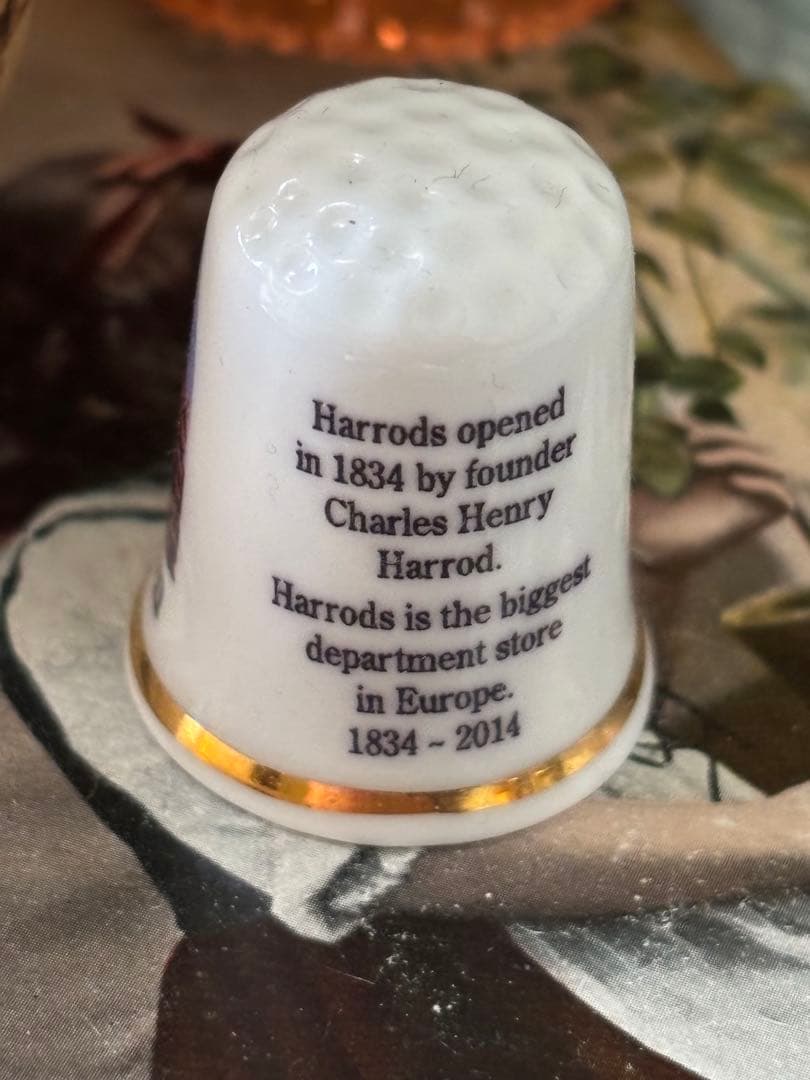 Harrods opened
in 1834 by founder
Charles Henry
Harrod.
Harrods is the biggest
department store
in Europe.
1834 ~ 2014